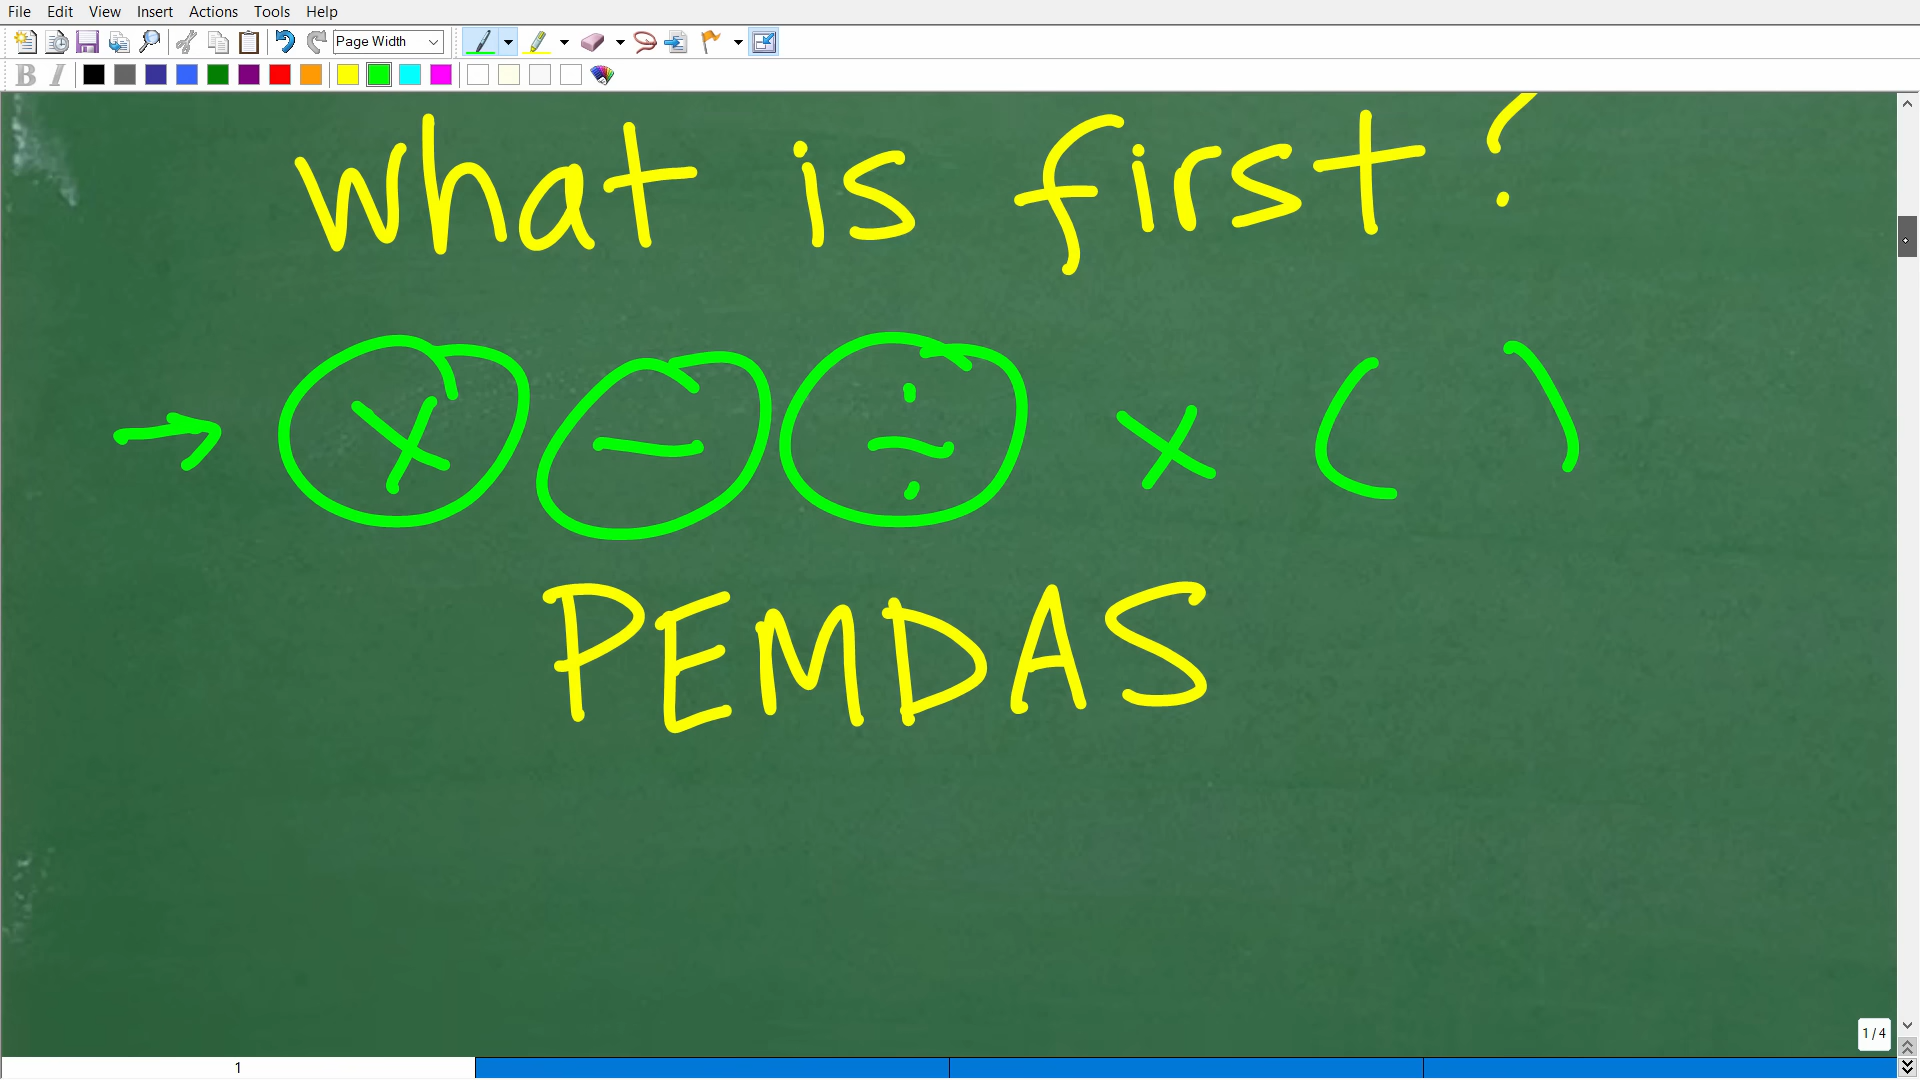 File Edit View Insert Actions Tools Help
Page Width
B I
What is first?
→ × − ÷ × ( )
PEMDAS
1 / 4
1